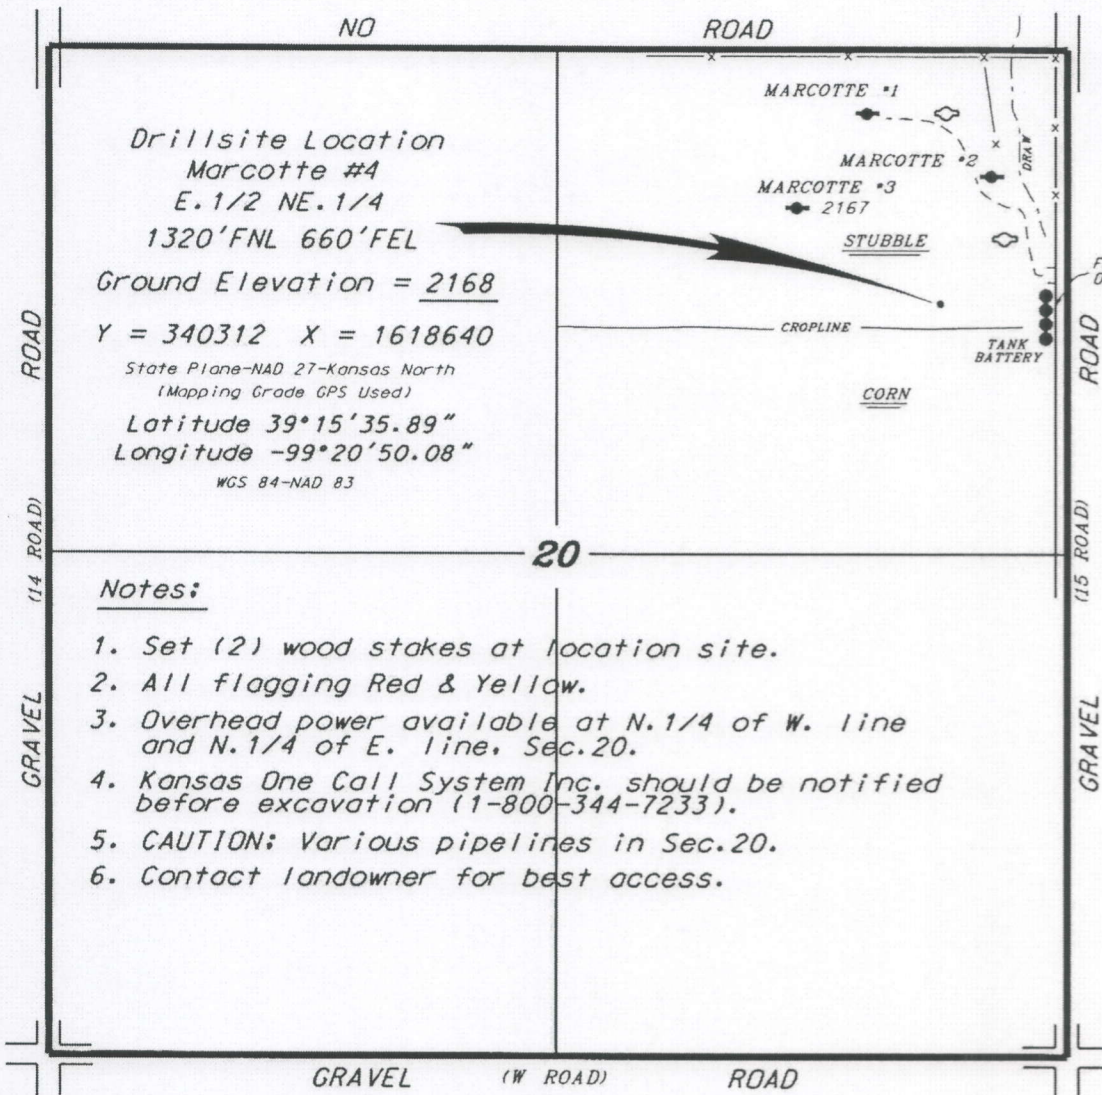 NO ROAD
MARCOTTE #1
MARCOTTE #2
MARCOTTE #3
2167
DRAW
STUBBLE
CROPLINE
TANK
BATTERY
CORN
Drillsite Location
Marcotte #4
E.1/2 NE.1/4
1320'FNL 660'FEL
Ground Elevation = 2168
Y = 340312 X = 1618640
State Plane-NAD 27-Kansas North
(Mapping Grade GPS Used)
Latitude 39°15'35.89"
Longitude -99°20'50.08"
WGS 84-NAD 83
20
Notes:
1. Set (2) wood stakes at location site.
2. All flagging Red & Yellow.
3. Overhead power available at N.1/4 of W. line
and N.1/4 of E. line, Sec.20.
4. Kansas One Call System Inc. should be notified
before excavation (1-800-344-7233).
5. CAUTION: Various pipelines in Sec.20.
6. Contact landowner for best access.
GRAVEL (14 ROAD) ROAD
GRAVEL (15 ROAD) ROAD
GRAVEL (W ROAD) ROAD